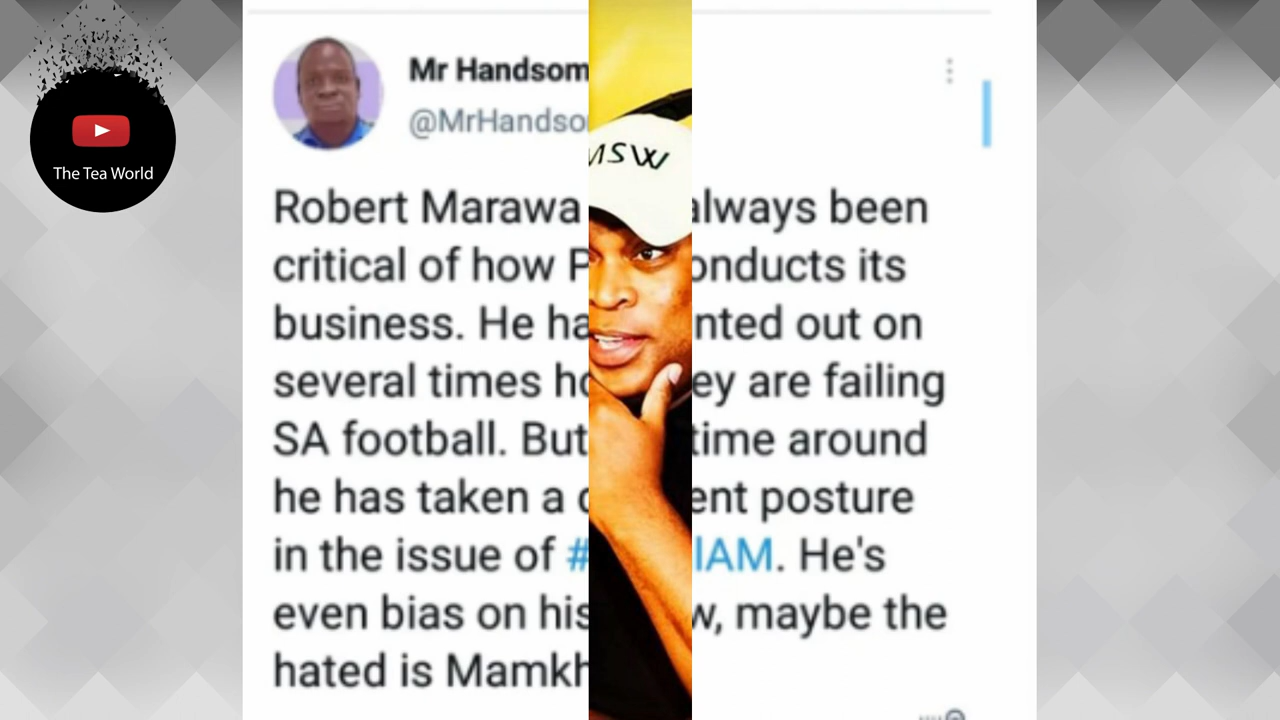 The Tea World
Mr Handsom
@MrHandso
MSW
Robert Marawa always been
critical of how P onducts its
business. He ha nted out on
several times ho ey are failing
SA football. But time around
he has taken a d ent posture
in the issue of # IAM. He's
even bias on his w, maybe the
hated is Mamkh